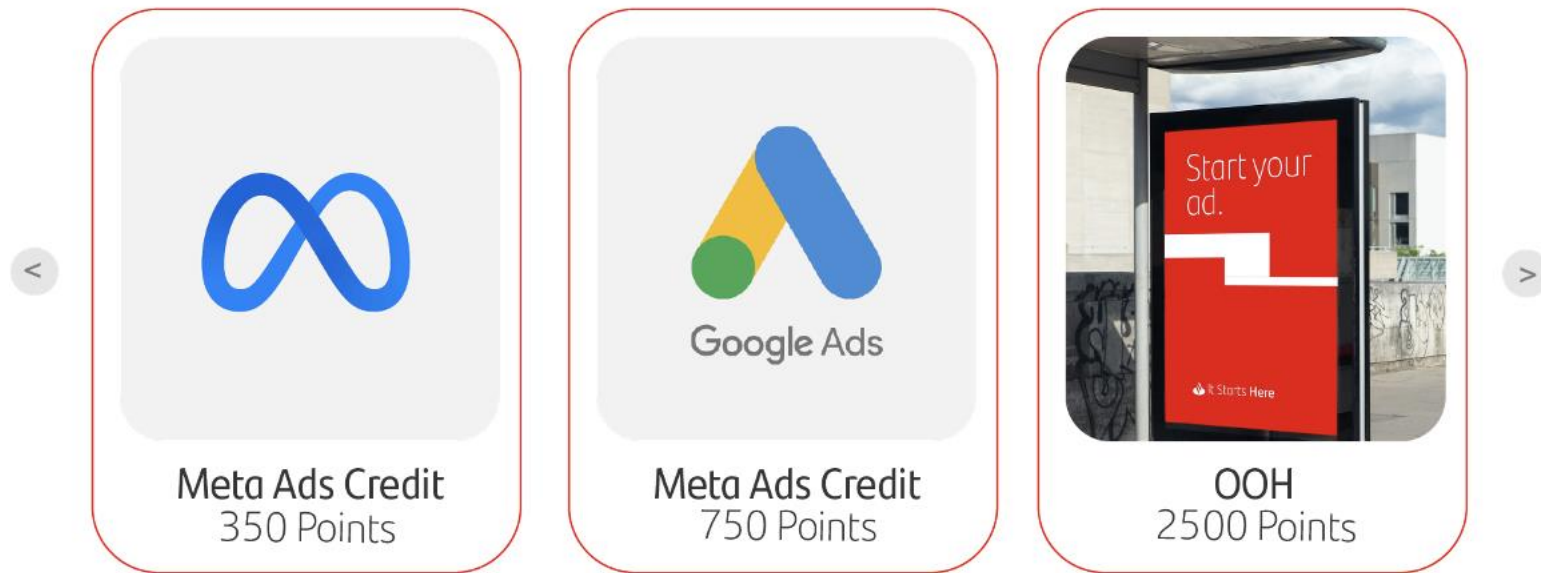 <
Meta Ads Credit
350 Points
Google Ads
Meta Ads Credit
750 Points
Start your
ad.
It Starts Here
OOH
2500 Points
>